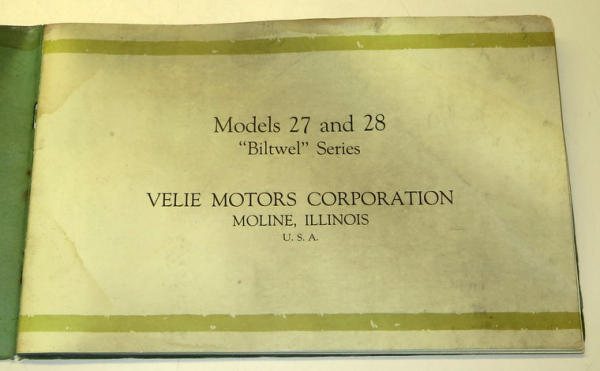 Models 27 and 28
"Biltwel" Series
VELIE MOTORS CORPORATION
MOLINE, ILLINOIS
U. S. A.